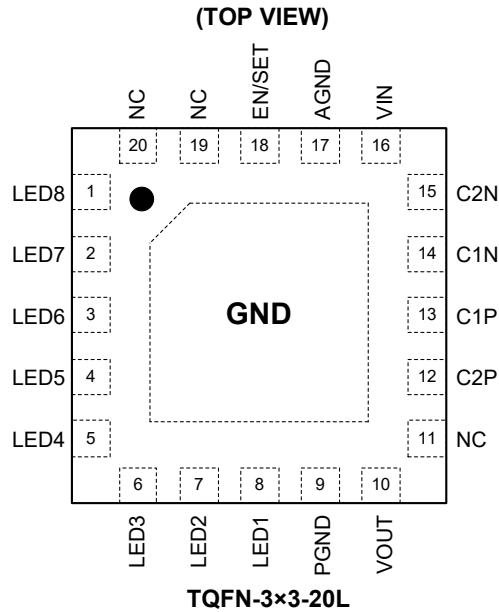 (TOP VIEW)
NC NC EN/SET AGND VIN
20 19 18 17 16
LED8 1 15 C2N
LED7 2 14 C1N
LED6 3 GND 13 C1P
LED5 4 12 C2P
LED4 5 11 NC
6 7 8 9 10
LED3 LED2 LED1 PGND VOUT
TQFN-3×3-20L